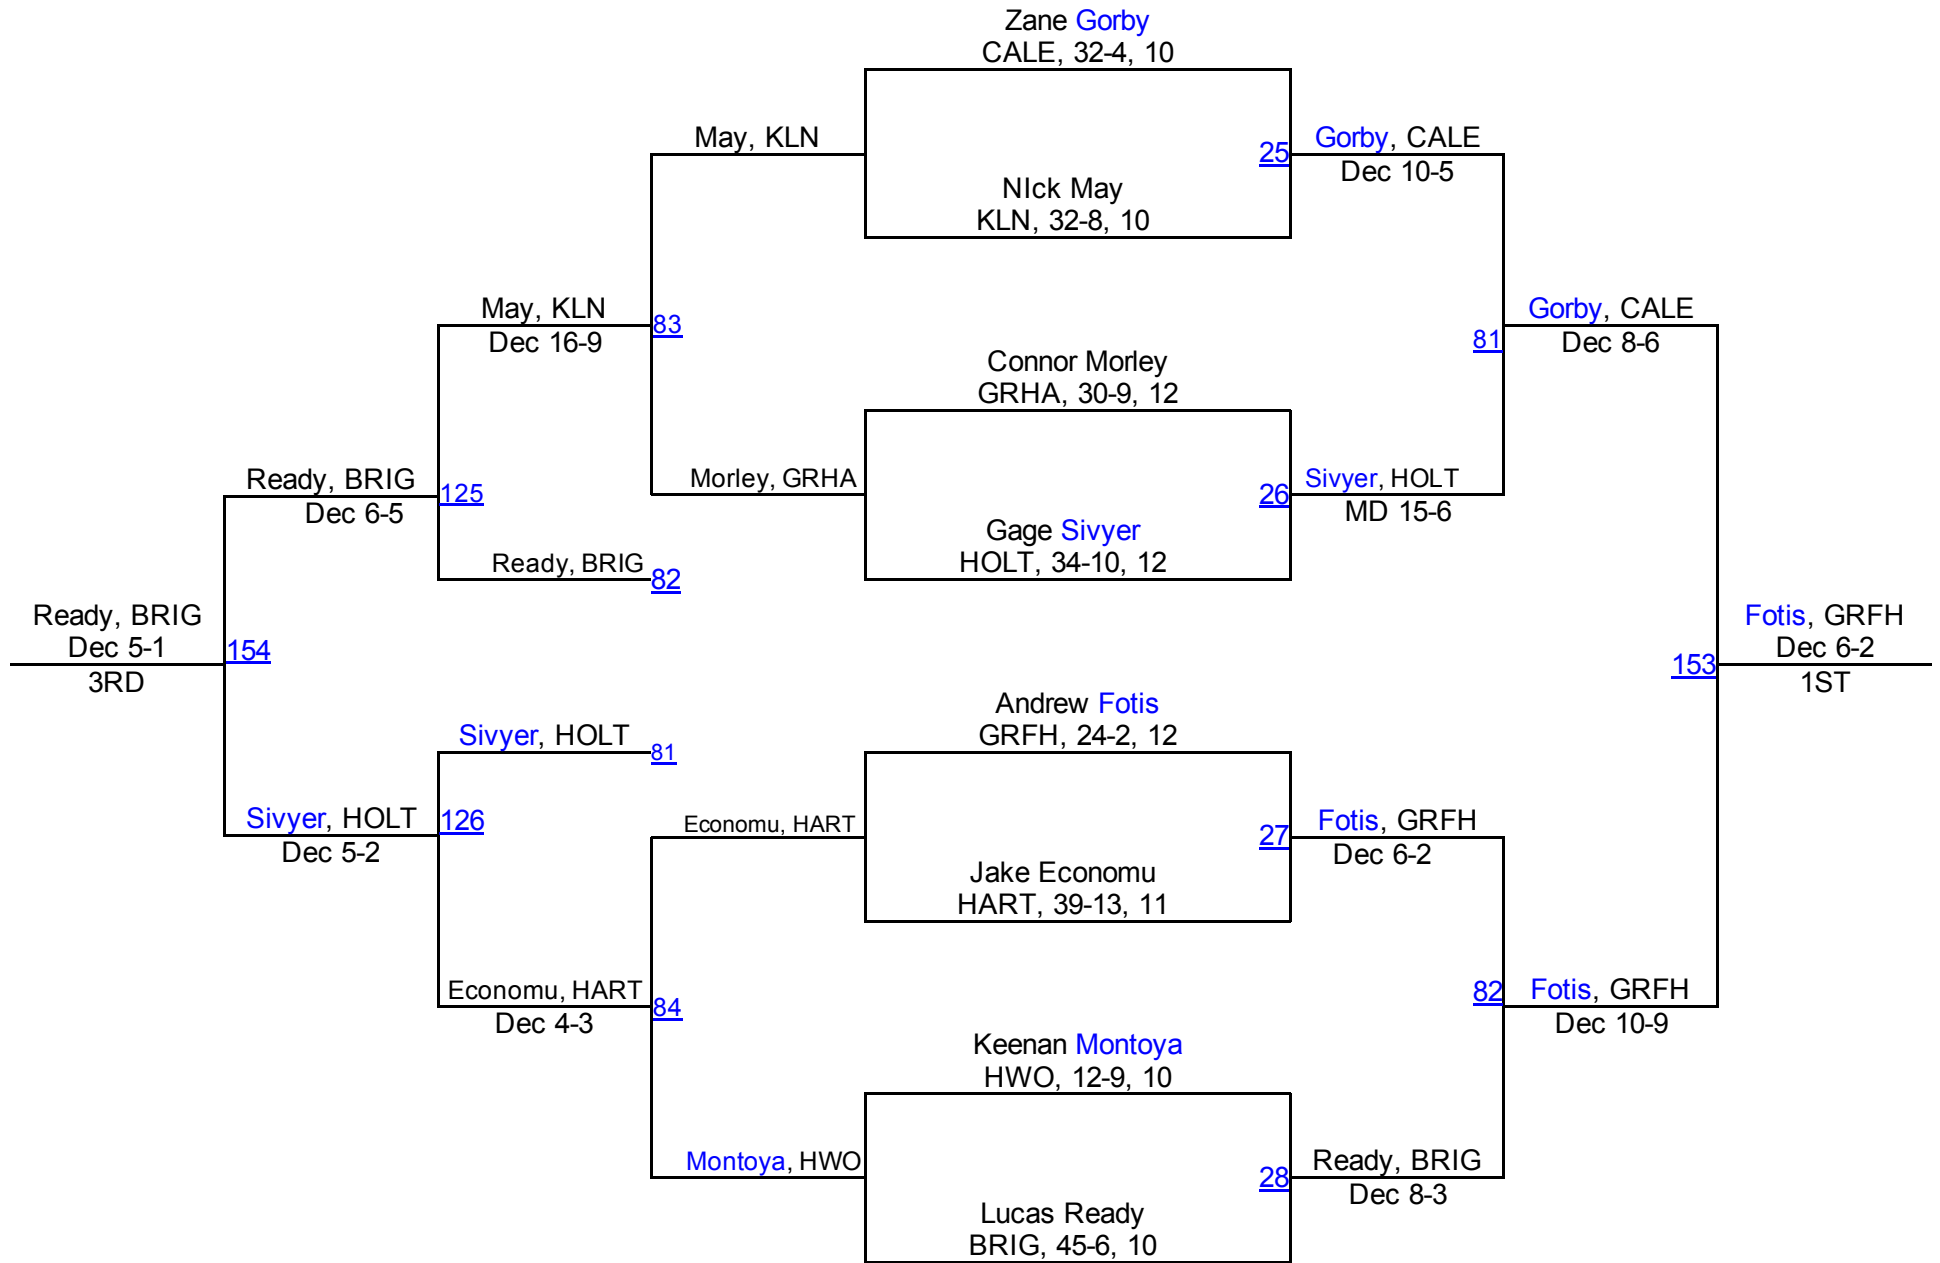 Zane Gorby
CALE, 32-4, 10
May, KLN
25
Gorby, CALE
Dec 10-5
NIck May
KLN, 32-8, 10
May, KLN
Dec 16-9
83
Gorby, CALE
Dec 8-6
81
Connor Morley
GRHA, 30-9, 12
Ready, BRIG
Dec 6-5
125
Morley, GRHA
26
Sivyer, HOLT
MD 15-6
Gage Sivyer
HOLT, 34-10, 12
Ready, BRIG
82
Ready, BRIG
Dec 5-1
3RD
154
Fotis, GRFH
Dec 6-2
1ST
153
Sivyer, HOLT
81
Andrew Fotis
GRFH, 24-2, 12
Sivyer, HOLT
Dec 5-2
126
Economu, HART
27
Fotis, GRFH
Dec 6-2
Jake Economu
HART, 39-13, 11
Economu, HART
Dec 4-3
84
82
Fotis, GRFH
Dec 10-9
Keenan Montoya
HWO, 12-9, 10
Montoya, HWO
28
Ready, BRIG
Dec 8-3
Lucas Ready
BRIG, 45-6, 10